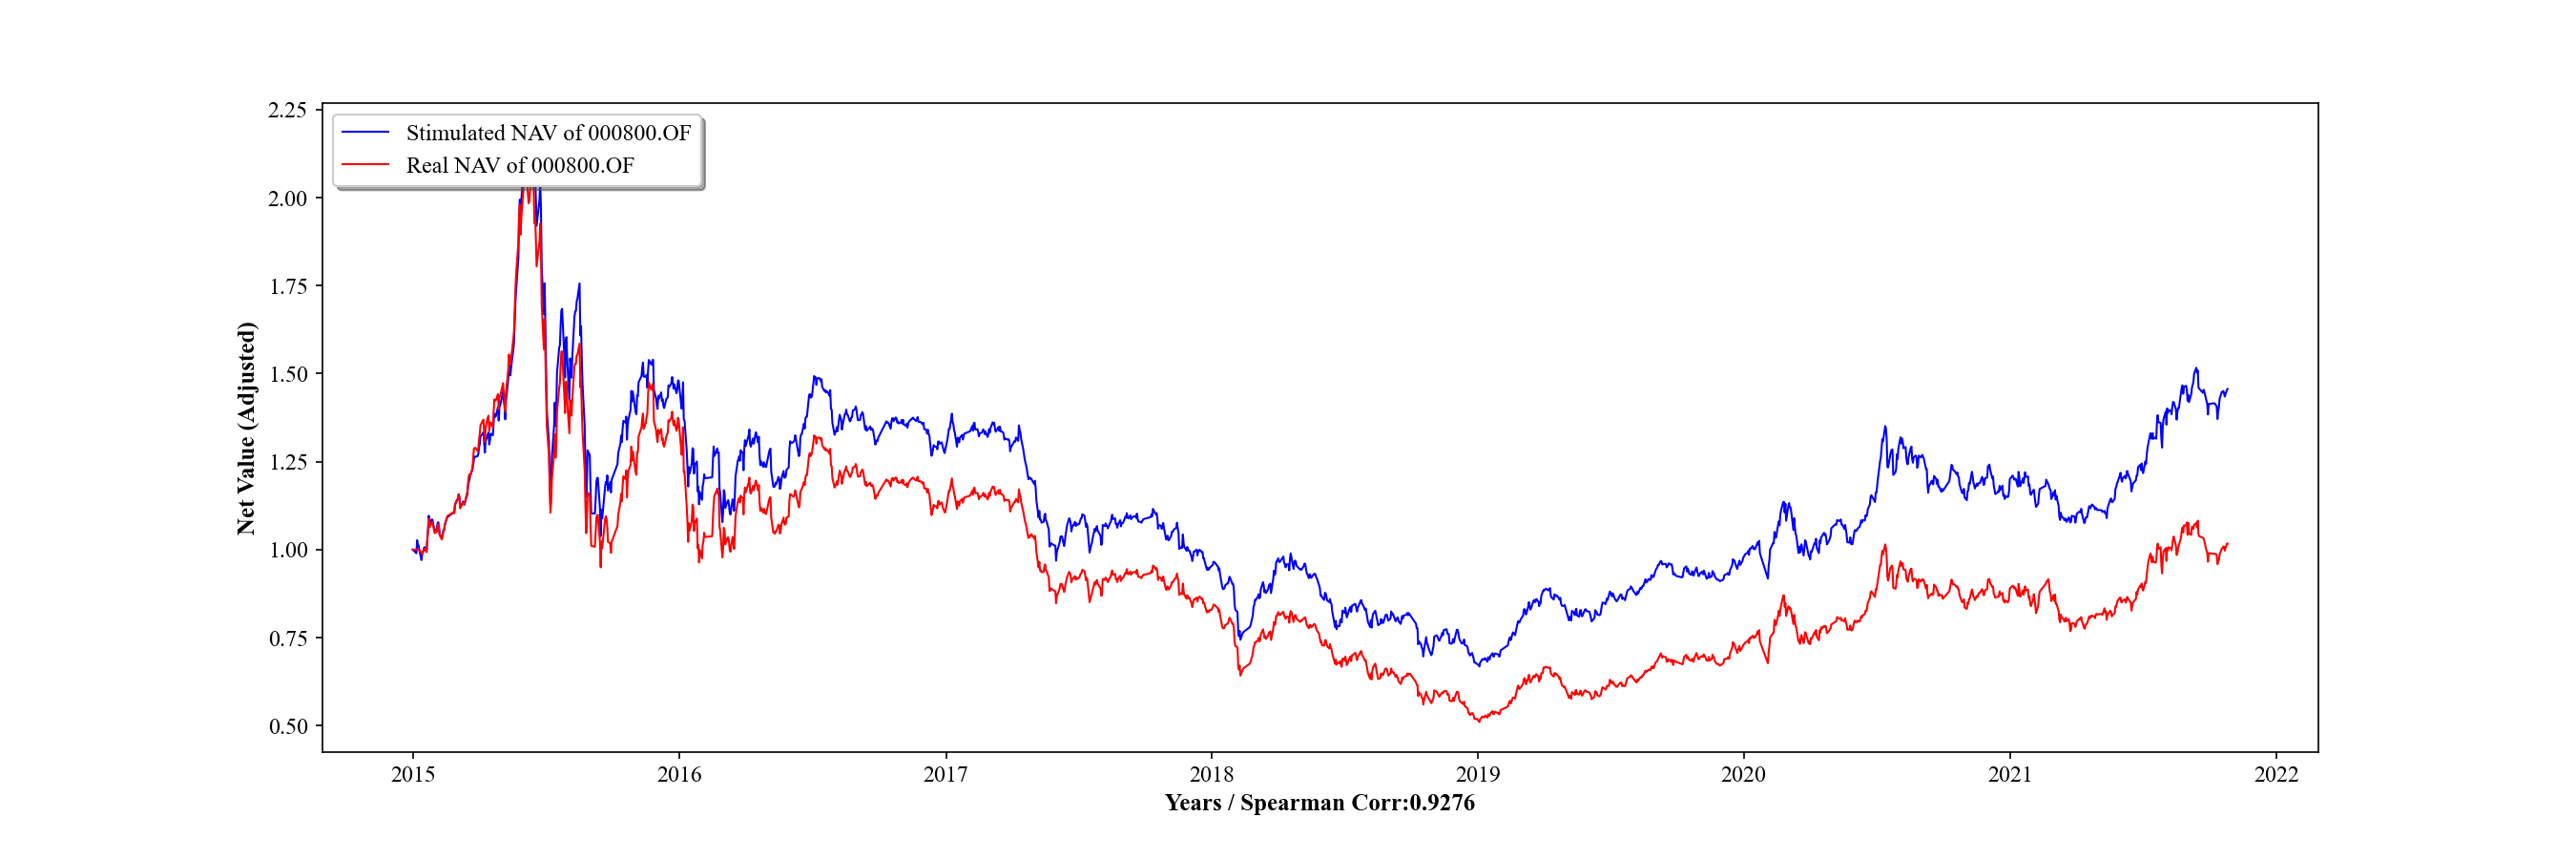 2.25
2.00
1.75
1.50
1.25
1.00
0.75
0.50
Net Value (Adjusted)
Stimulated NAV of 000800.OF
Real NAV of 000800.OF
2015 2016 2017 2018 2019 2020 2021 2022
Years / Spearman Corr:0.9276